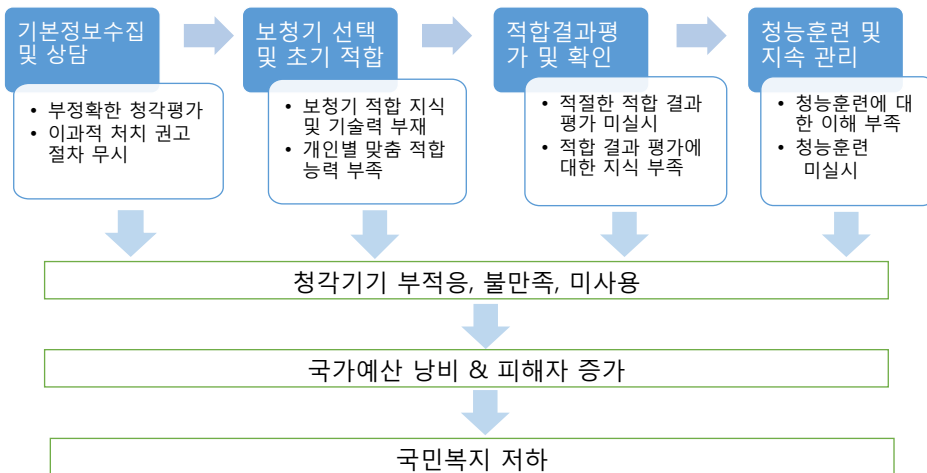 기본정보수집
및 상담
보청기 선택
및 초기 적합
적합결과평
가 및 확인
청능훈련 및
지속 관리
• 부정확한 청각평가
• 이과적 처치 권고
절차 무시
• 보청기 적합 지식
및 기술력 부재
• 개인별 맞춤 적합
능력 부족
• 적절한 적합 결과
평가 미실시
• 적합 결과 평가에
대한 지식 부족
• 청능훈련에 대
한 이해 부족
• 청능훈련
미실시
청각기기 부적응, 불만족, 미사용
국가예산 낭비 & 피해자 증가
국민복지 저하